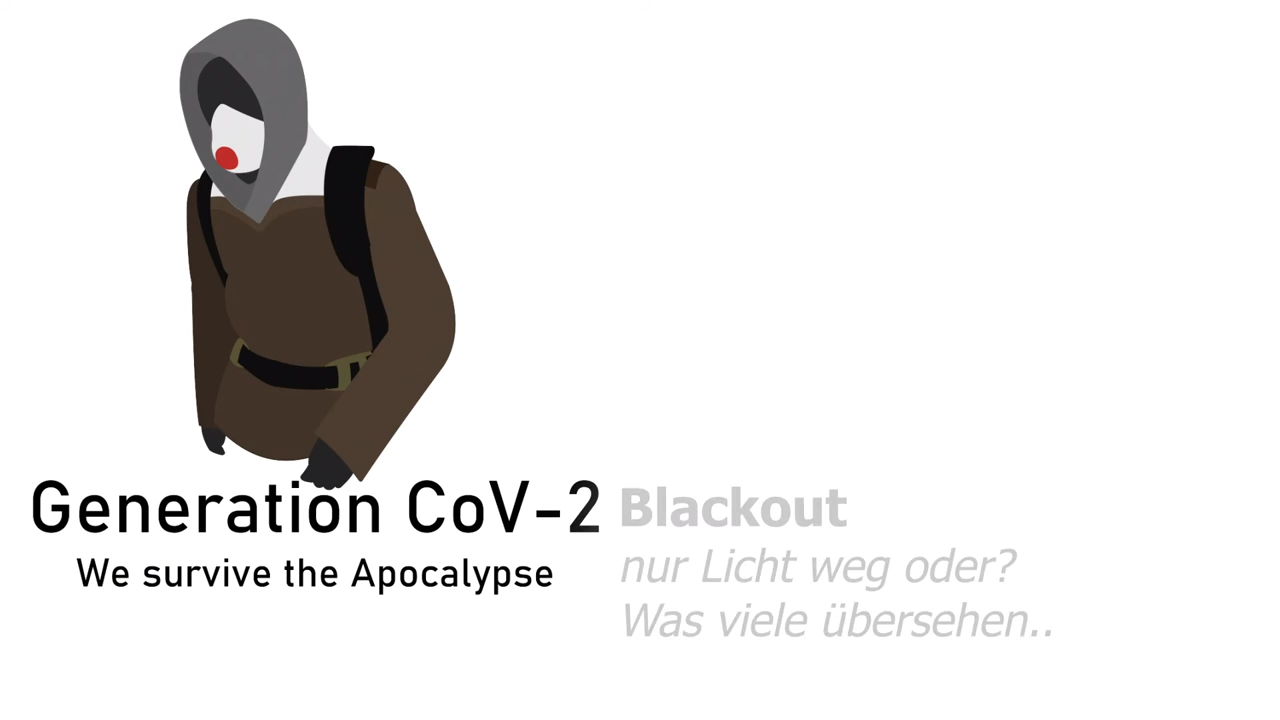 Generation CoV-2
We survive the Apocalypse
Blackout
nur Licht weg oder?
Was viele übersehen..